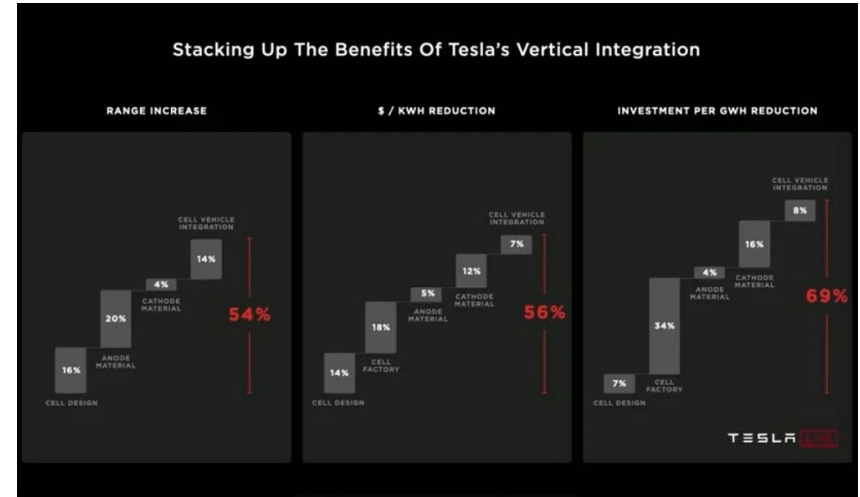 Stacking Up The Benefits Of Tesla's Vertical Integration
RANGE INCREASE
CELL VEHICLE
INTEGRATION
14%
4%
CATHODE
MATERIAL
20%
ANODE
MATERIAL
16%
CELL DESIGN
54%
$ / KWH REDUCTION
CELL VEHICLE
INTEGRATION
7%
12%
CATHODE
MATERIAL
5%
ANODE
MATERIAL
18%
CELL
FACTORY
14%
CELL DESIGN
56%
INVESTMENT PER GWH REDUCTION
CELL VEHICLE
INTEGRATION
8%
16%
CATHODE
MATERIAL
4%
ANODE
MATERIAL
34%
CELL
FACTORY
7%
CELL DESIGN
69%
TESLA